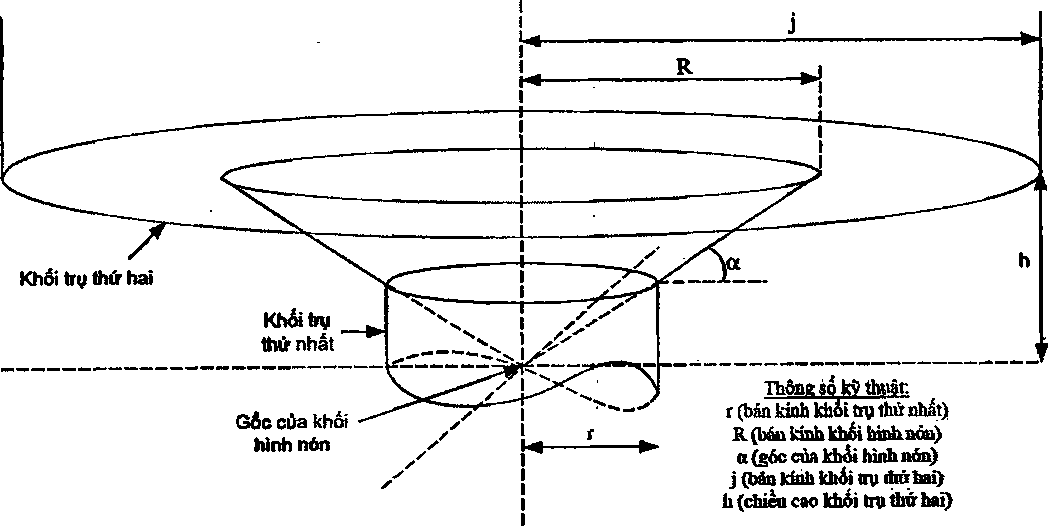 j
R
α
h
Khối trụ thứ hai
Khối trụ
thứ nhất
Gốc của khối
hình nón
r
Thông số kỹ thuật:
r (bán kính khối trụ thứ nhất)
R (bán kính khối hình nón)
α (góc của khối hình nón)
j (bán kính khối trụ thứ hai)
h (chiều cao khối trụ thứ hai)